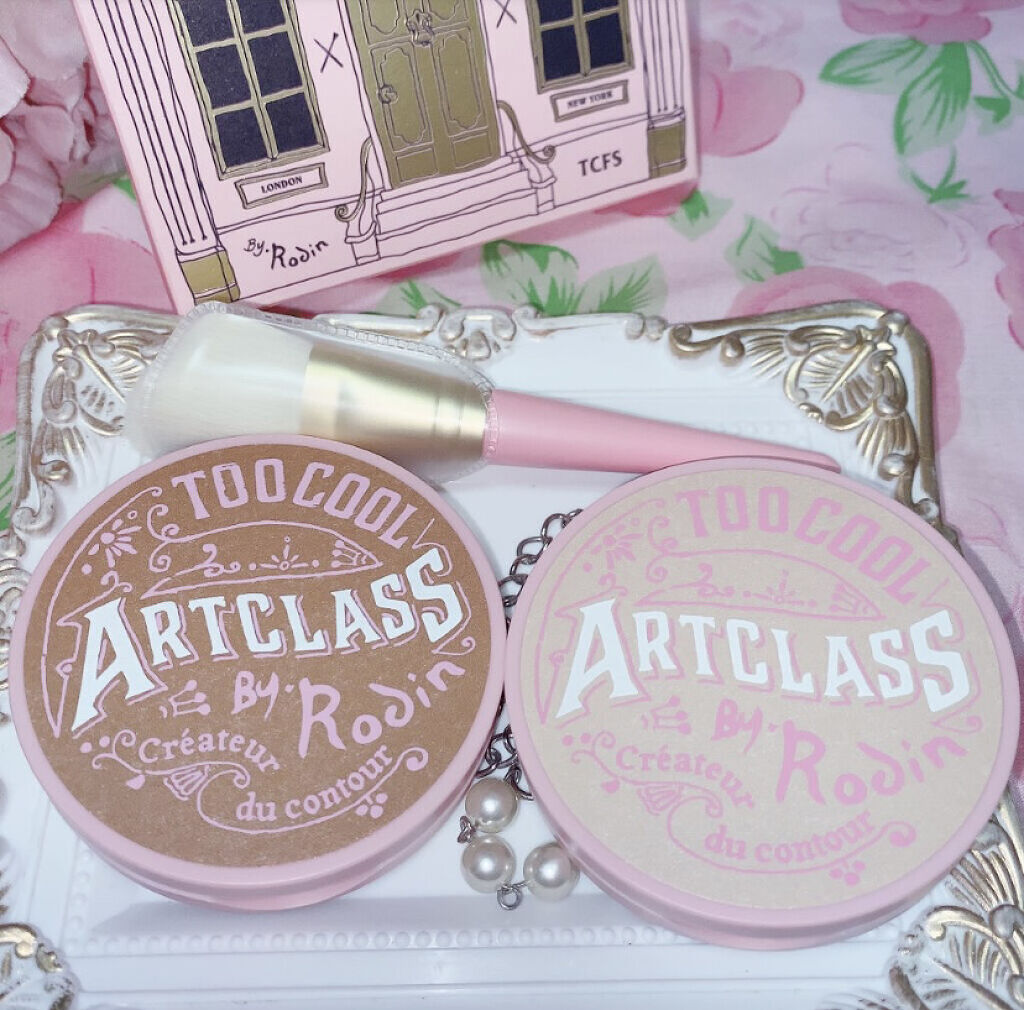 LONDON
NEW YORK
TCFS
By. Rodin
TOO COOL
ARTCLASS
By. Rodin
Créateur
du contour
TOO COOL
ARTCLASS
By. Rodin
Créateur
du contour